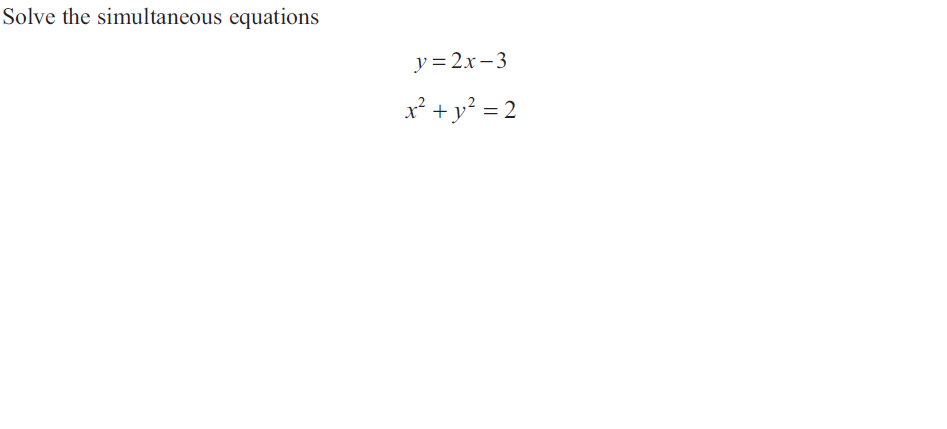 Solve the simultaneous equations
y = 2x − 3
x² + y² = 2